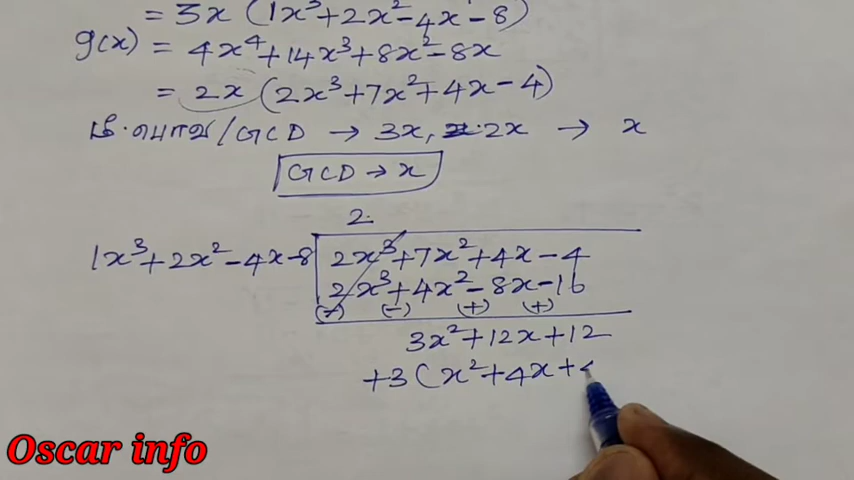 = 3x (1x³+2x²-4x-8)
g(x) = 4x⁴+14x³+8x²-8x
= 2x (2x³+7x²+4x-4)
/GCD → 3x, 2x → x
GCD → x
2.
1x³+2x²-4x-8 2x³+7x²+4x-4
2x³+4x²-8x-16
(-) (-) (+) (+)
3x²+12x+12
+3 (x²+4x+
Oscar info